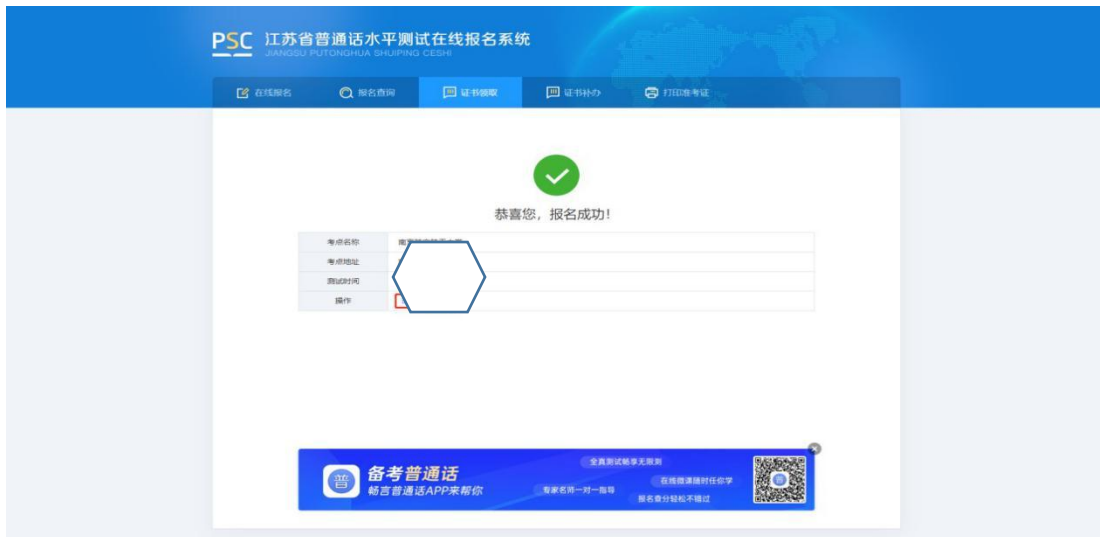 PSC 江苏省普通话水平测试在线报名系统
JIANGSU PUTONGHUA SHUIPING CESHI
在线报名 报名查询 证书领取 证书补办 打印准考证
恭喜您，报名成功！
考点名称
考点地址
测试时间
操作
普 备考普通话
畅言普通话APP来帮你
全真测试畅享无限测
在线微课随时任你学
专家名师一对一指导
报名查分轻松不错过
普